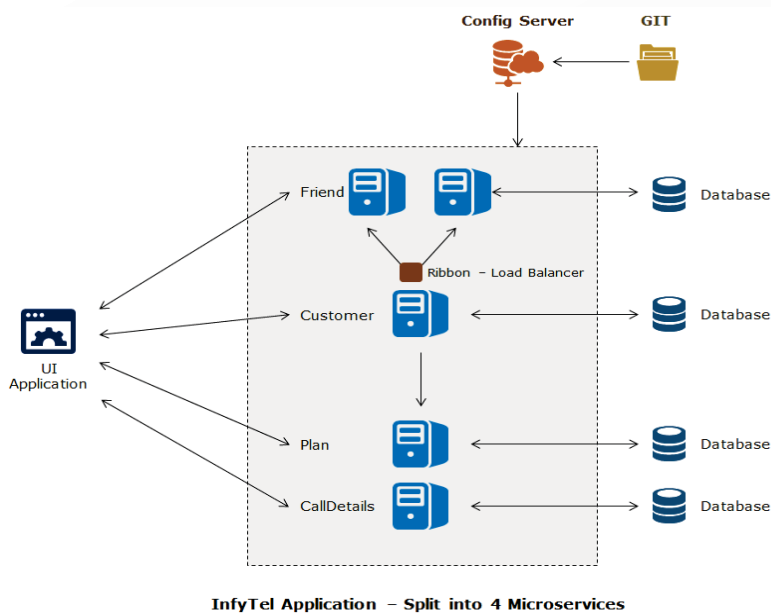 Config Server
GIT
Friend
Database
Ribbon – Load Balancer
Customer
Database
UI
Application
Plan
Database
CallDetails
Database
InfyTel Application – Split into 4 Microservices